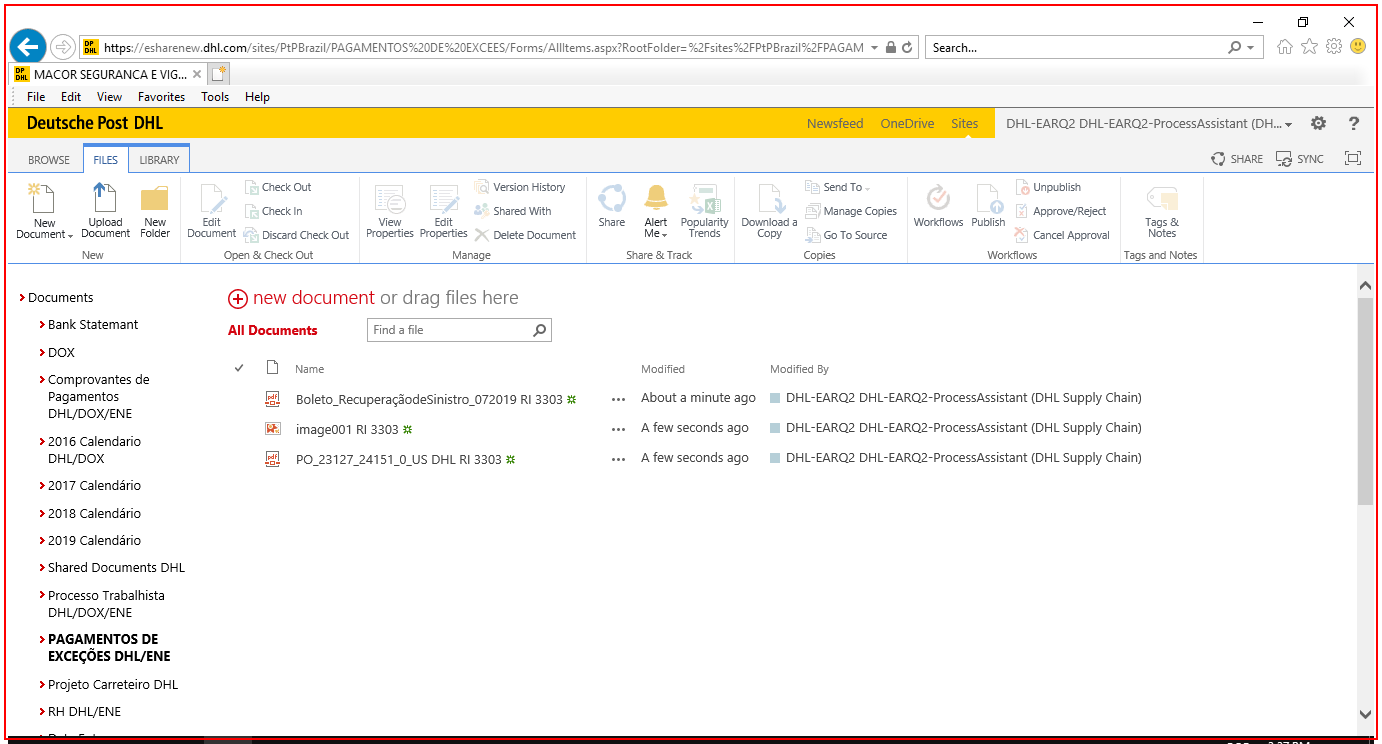 https://esharenew.dhl.com/sites/PtPBrazil/PAGAMENTOS%20DE%20EXCEES/Forms/AllItems.aspx?RootFolder=%2Fsites%2FPtPBrazil%2FPAGAM
Search...
DP DHL
MACOR SEGURANCA E VIG...
File Edit View Favorites Tools Help
Deutsche Post DHL
Newsfeed OneDrive Sites
DHL-EARQ2 DHL-EARQ2-ProcessAssistant (DH...
BROWSE FILES LIBRARY
SHARE SYNC
New Document
Upload Document
New Folder
New
Edit Document
Check Out
Check In
Discard Check Out
Open & Check Out
View Properties
Edit Properties
Version History
Shared With
Delete Document
Manage
Share
Alert Me
Popularity Trends
Share & Track
Download a Copy
Send To
Manage Copies
Go To Source
Copies
Workflows
Publish
Unpublish
Approve/Reject
Cancel Approval
Workflows
Tags & Notes
Tags and Notes
Documents
Bank Statemant
DOX
Comprovantes de
Pagamentos
DHL/DOX/ENE
2016 Calendario
DHL/DOX
2017 Calendário
2018 Calendário
2019 Calendário
Shared Documents DHL
Processo Trabalhista
DHL/DOX/ENE
PAGAMENTOS DE
EXCEÇÕES DHL/ENE
Projeto Carreteiro DHL
RH DHL/ENE
new document or drag files here
All Documents
Find a file
Name Modified Modified By
Boleto_RecuperaçãodeSinistro_072019 RI 3303 ... About a minute ago DHL-EARQ2 DHL-EARQ2-ProcessAssistant (DHL Supply Chain)
image001 RI 3303 ... A few seconds ago DHL-EARQ2 DHL-EARQ2-ProcessAssistant (DHL Supply Chain)
PO_23127_24151_0_US DHL RI 3303 ... A few seconds ago DHL-EARQ2 DHL-EARQ2-ProcessAssistant (DHL Supply Chain)